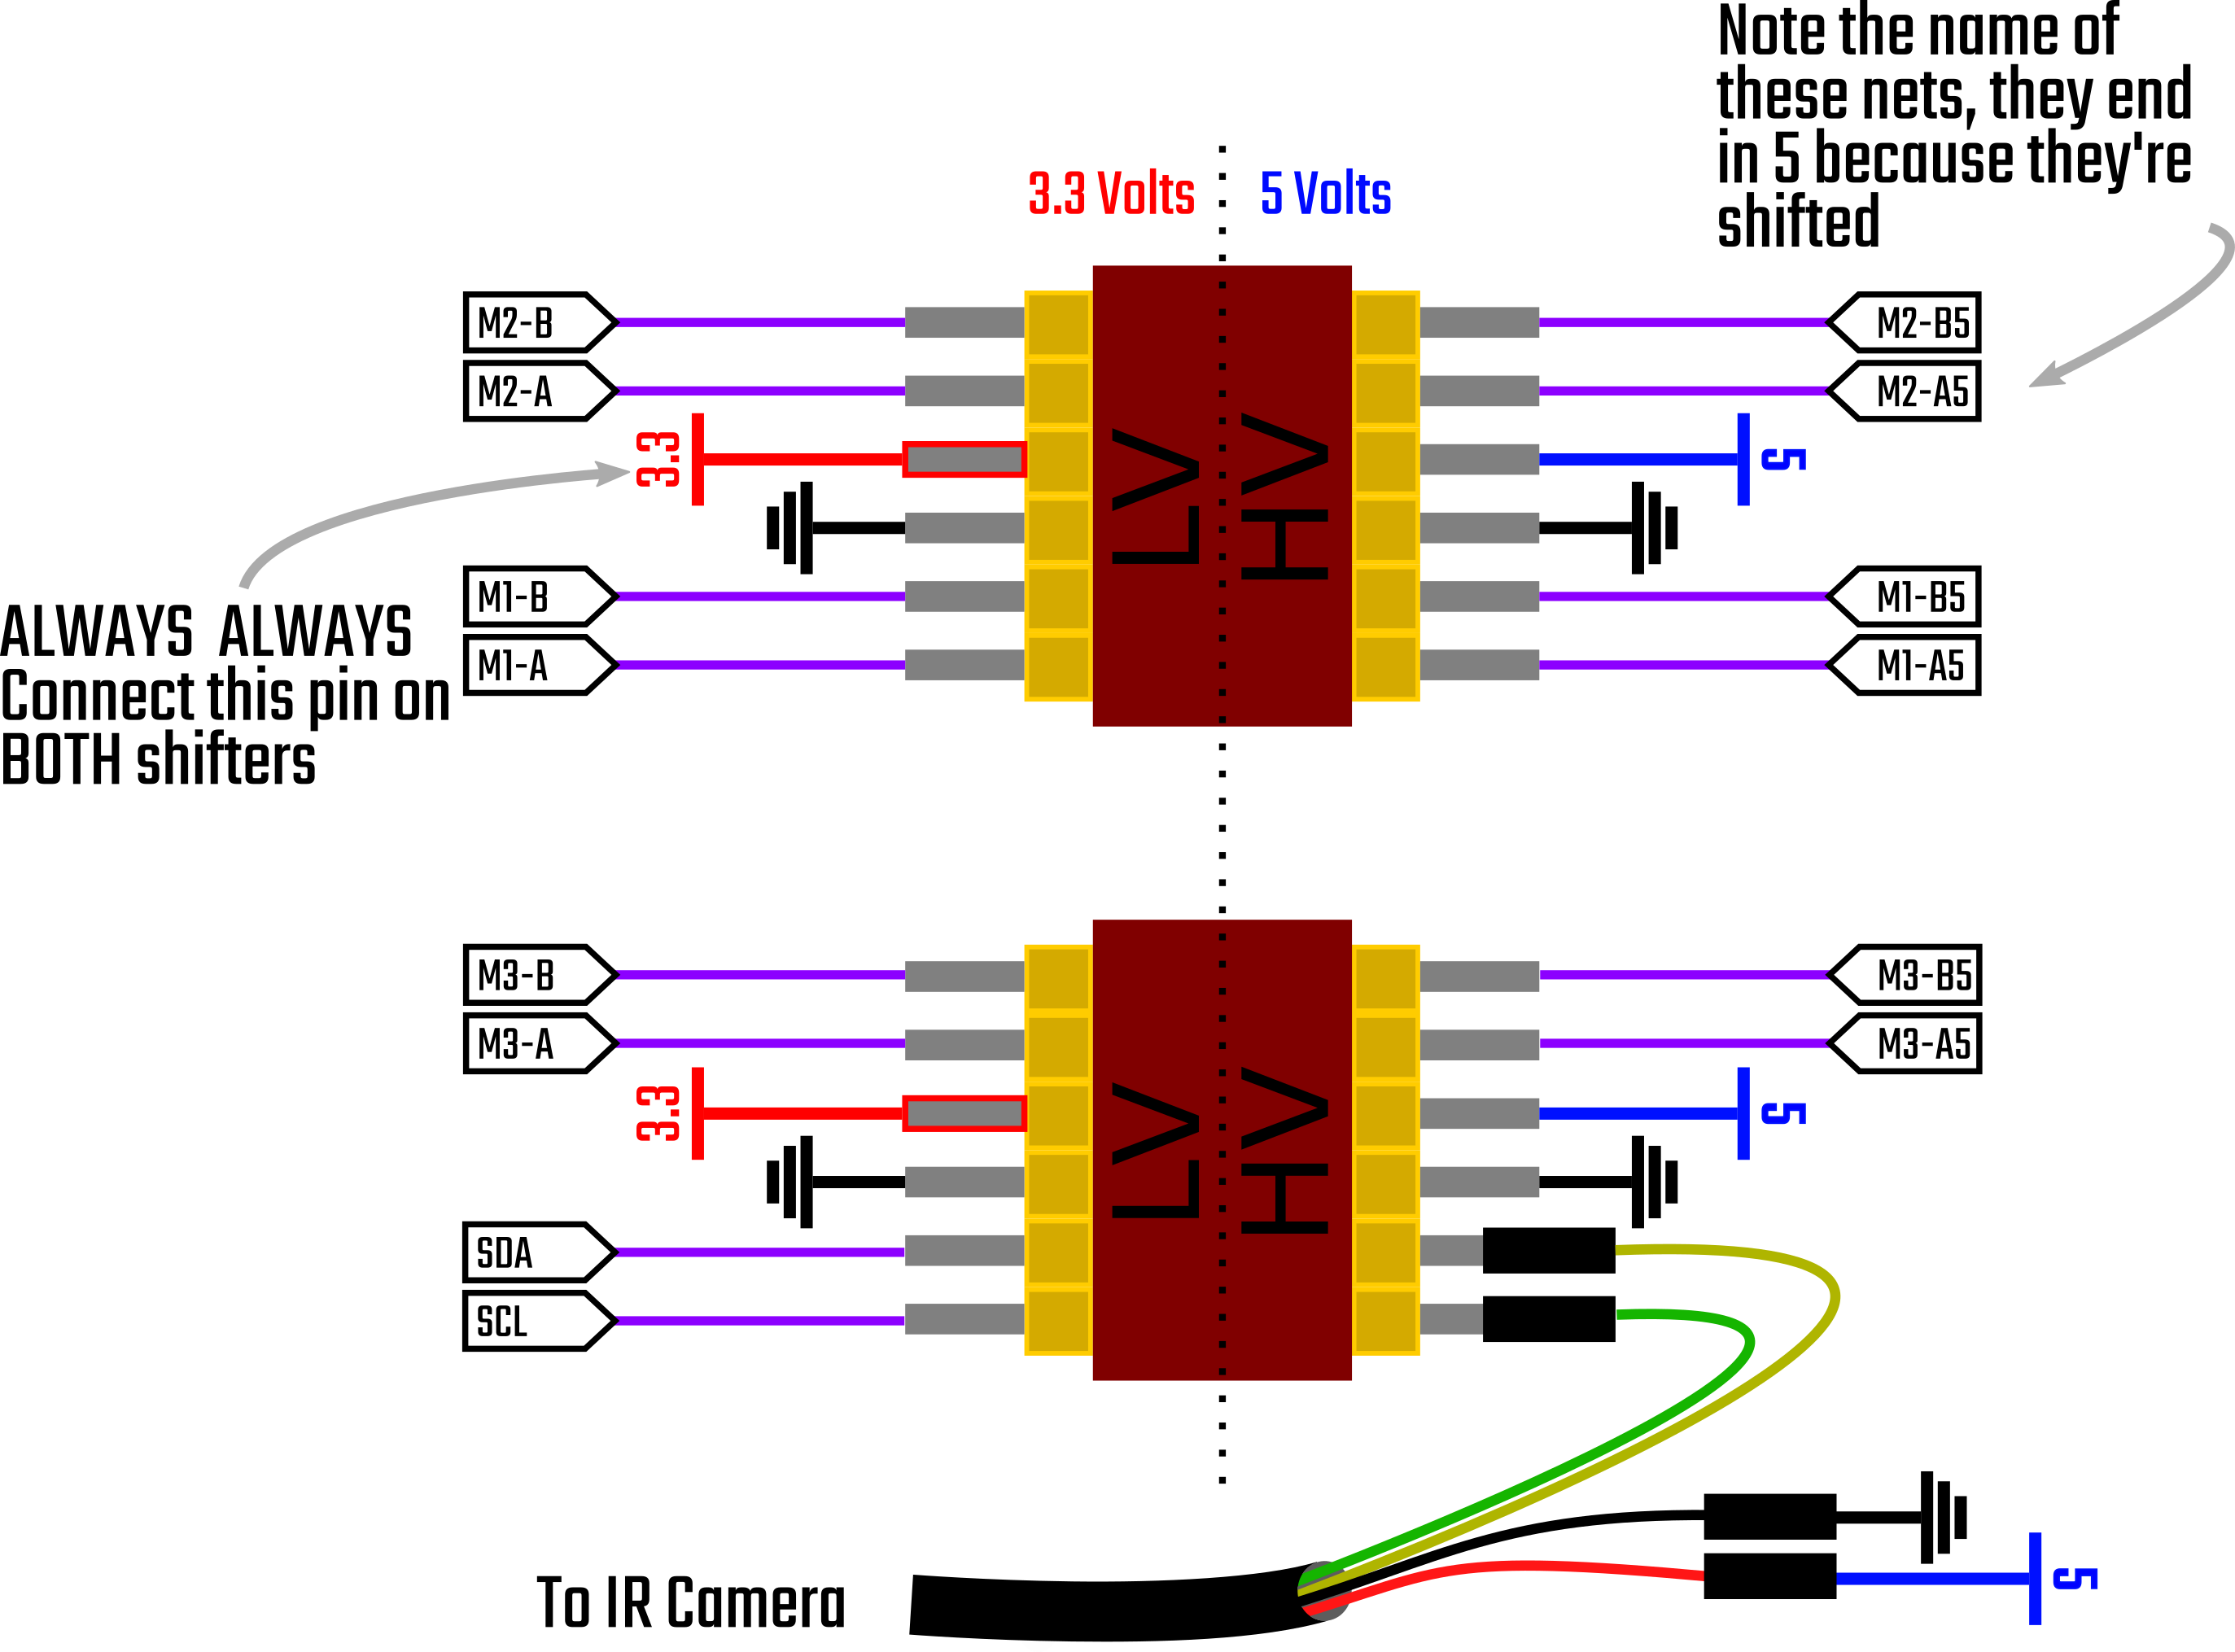 Note the name of
these nets, they end
in 5 because they're
shifted
3.3 Volts
5 Volts
M2-B
M2-B5
M2-A
M2-A5
3.3
5
LV
HV
M1-B
M1-B5
M1-A
M1-A5
ALWAYS ALWAYS
Connect this pin on
BOTH shifters
M3-B
M3-B5
M3-A
M3-A5
3.3
5
LV
HV
SDA
SCL
5
To IR Camera